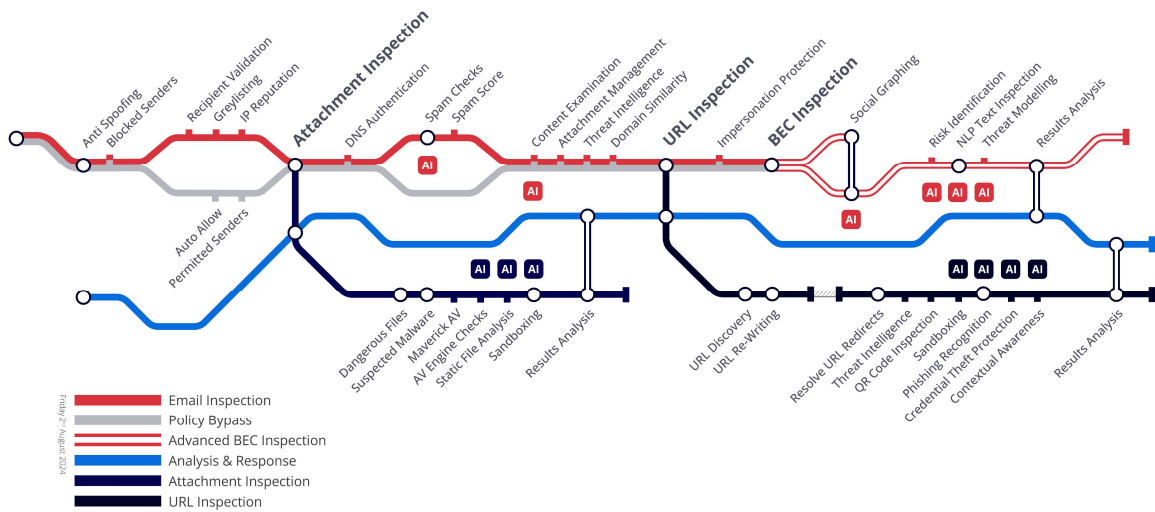 Anti Spoofing
Blocked Senders
Recipient Validation
Greylisting
IP Reputation
Attachment Inspection
DNS Authentication
Spam Checks
Spam Score
Content Examination
Attachment Management
Threat Intelligence
Domain Similarity
URL Inspection
Impersonation Protection
BEC Inspection
Social Graphing
Risk Identification
NLP Text Inspection
Threat Modelling
Results Analysis
AI
AI
AI
AI
AI
AI
Auto Allow
Permitted Senders
AI
AI
AI
AI
AI
AI
AI
Dangerous Files
Suspected Malware
Maverick AV
AV Engine Checks
Static File Analysis
Sandboxing
Results Analysis
URL Discovery
URL Re-Writing
Resolve URL Redirects
Threat Intelligence
QR Code Inspection
Sandboxing
Phishing Recognition
Credential Theft Protection
Contextual Awareness
Results Analysis
Friday 2nd August 2024
Email Inspection
Policy Bypass
Advanced BEC Inspection
Analysis & Response
Attachment Inspection
URL Inspection